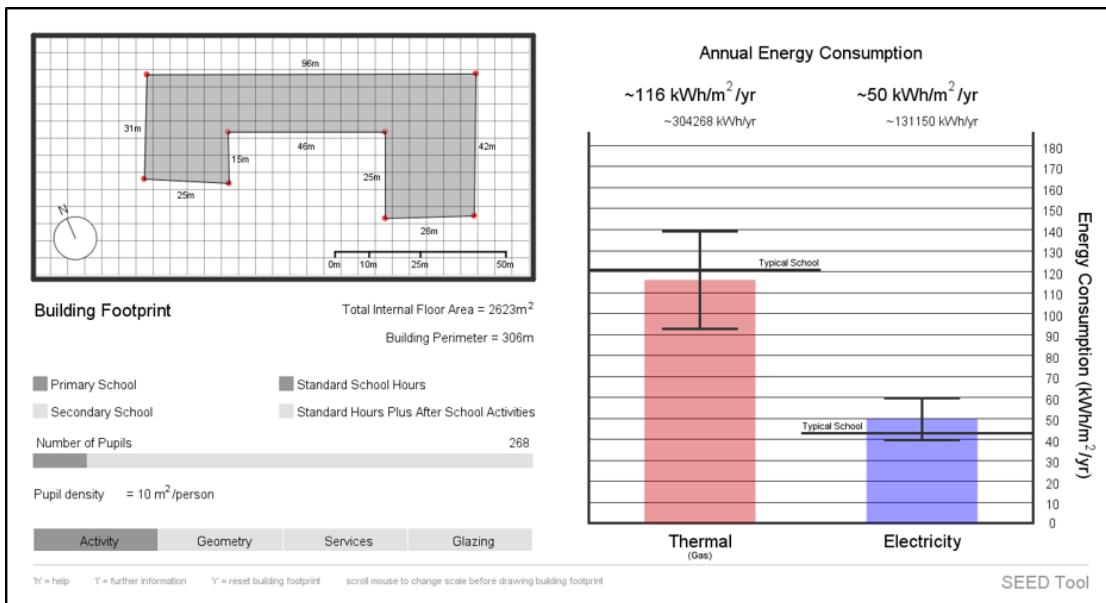 96m
31m
15m
46m
25m
42m
25m
26m
N
0m 10m 25m 50m
Building Footprint
Total Internal Floor Area = 2623m²
Building Perimeter = 306m
Primary School
Standard School Hours
Secondary School
Standard Hours Plus After School Activities
Number of Pupils 268
Pupil density = 10 m²/person
Activity Geometry Services Glazing
'h' = help 'i' = further information 'r' = reset building footprint scroll mouse to change scale before drawing building footprint
Annual Energy Consumption
~116 kWh/m²/yr ~50 kWh/m²/yr
~304268 kWh/yr ~131150 kWh/yr
180
170
160
150
140
130
120
110
100
90
80
70
60
50
40
30
20
10
0
Typical School
Typical School
Energy Consumption (kWh/m²/yr)
Thermal Electricity
(Gas)
SEED Tool